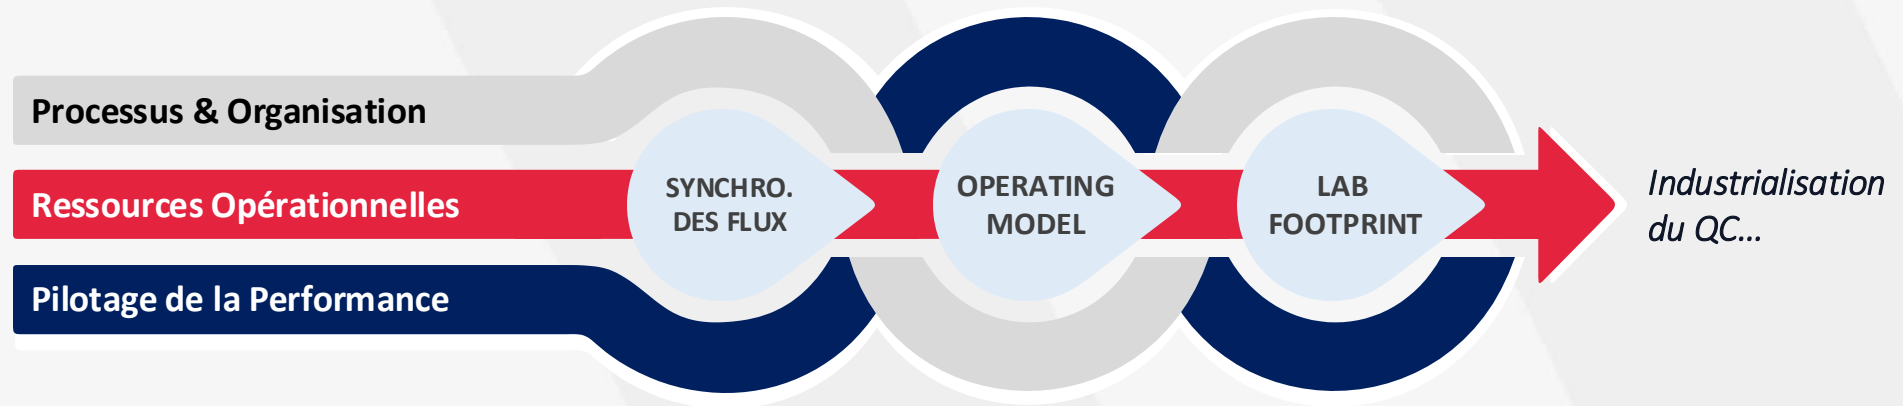 Processus & Organisation
Ressources Opérationnelles
Pilotage de la Performance
SYNCHRO.
DES FLUX
OPERATING
MODEL
LAB
FOOTPRINT
Industrialisation
du QC...